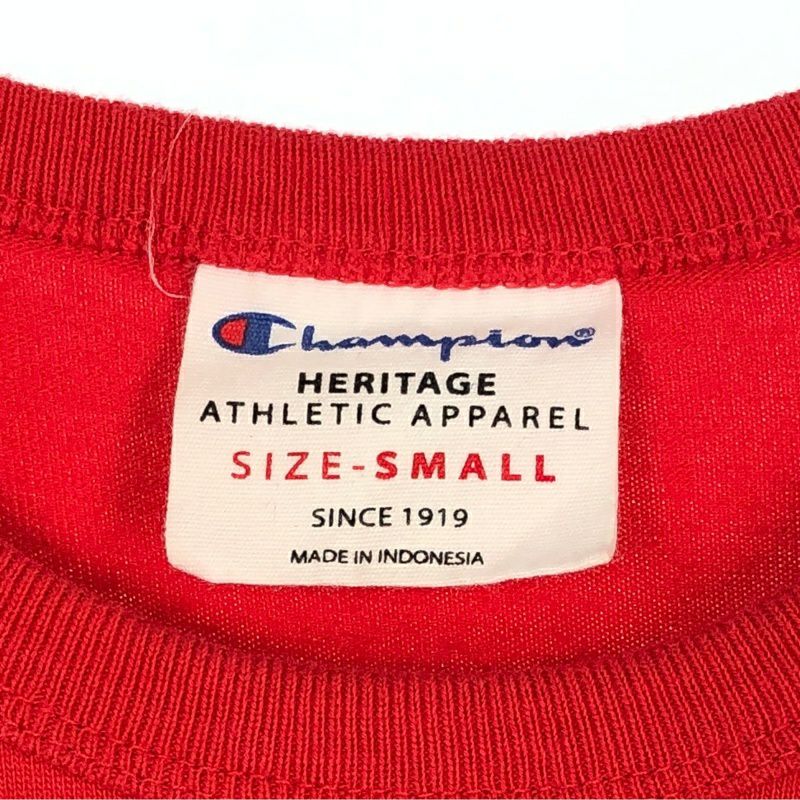 Champion®
HERITAGE
ATHLETIC APPAREL
SIZE-SMALL
SINCE 1919
MADE IN INDONESIA